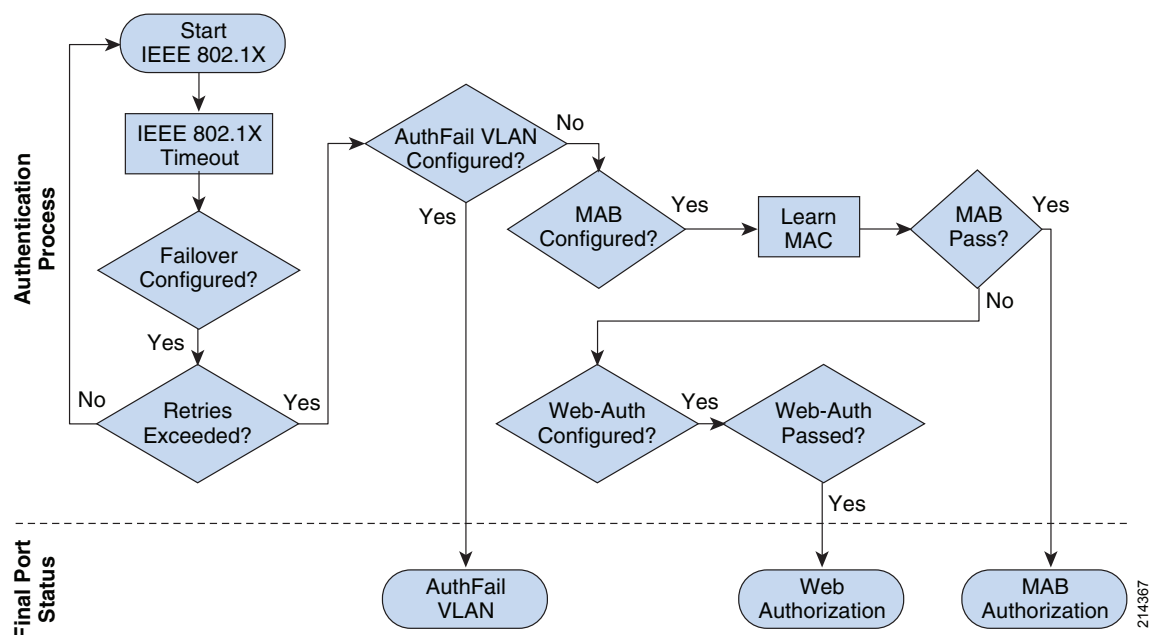 Start
IEEE 802.1X
IEEE 802.1X
Timeout
Failover
Configured?
Yes
Retries
Exceeded?
No
Yes
AuthFail VLAN
Configured?
No
Yes
MAB
Configured?
Yes
Learn
MAC
MAB
Pass?
Yes
No
Web-Auth
Configured?
Yes
Web-Auth
Passed?
Yes
Authentication
Process
Final Port
Status
AuthFail
VLAN
Web
Authorization
MAB
Authorization
214367